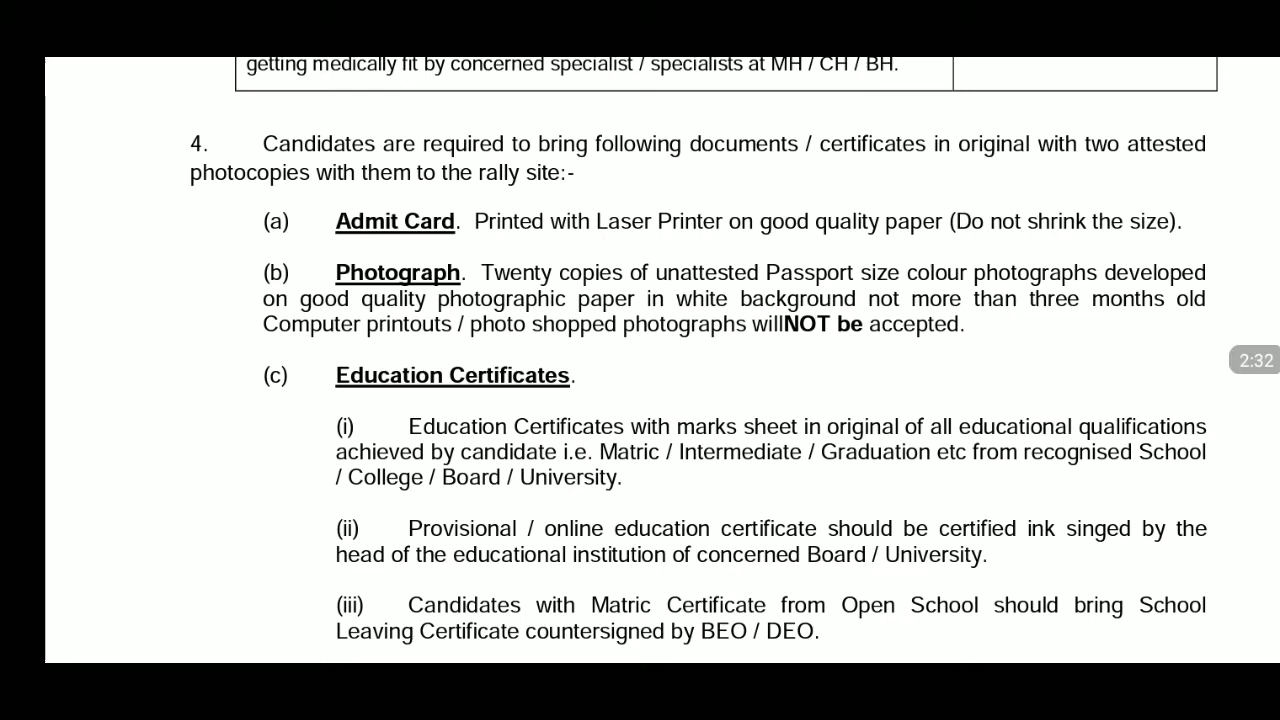 getting medically fit by concerned specialist / specialists at MH / CH / BH.
4. Candidates are required to bring following documents / certificates in original with two attested
photocopies with them to the rally site:-
(a) Admit Card. Printed with Laser Printer on good quality paper (Do not shrink the size).
(b) Photograph. Twenty copies of unattested Passport size colour photographs developed
on good quality photographic paper in white background not more than three months old
Computer printouts / photo shopped photographs willNOT be accepted.
2:32
(c) Education Certificates.
(i) Education Certificates with marks sheet in original of all educational qualifications
achieved by candidate i.e. Matric / Intermediate / Graduation etc from recognised School
/ College / Board / University.
(ii) Provisional / online education certificate should be certified ink singed by the
head of the educational institution of concerned Board / University.
(iii) Candidates with Matric Certificate from Open School should bring School
Leaving Certificate countersigned by BEO / DEO.